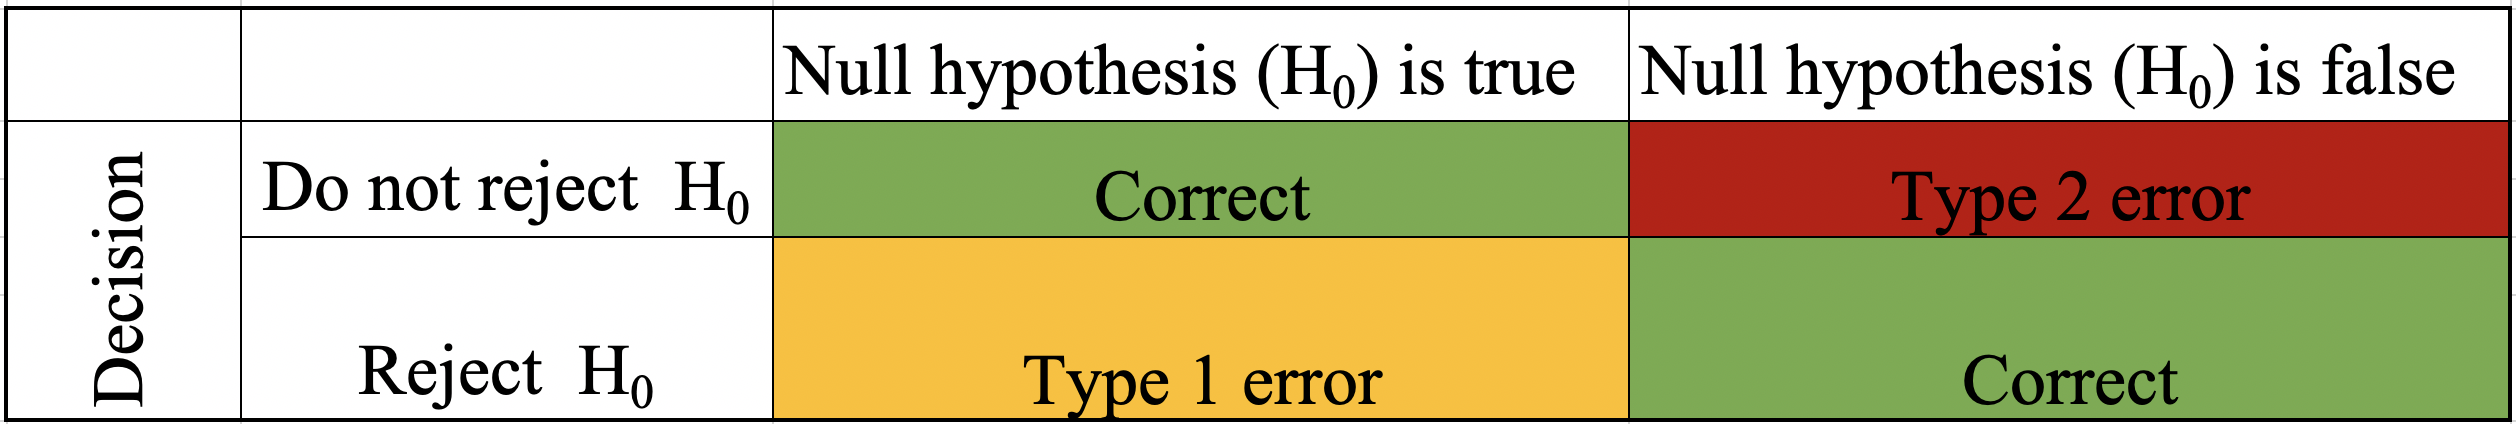 Null hypothesis (H₀) is true
Null hypothesis (H₀) is false
Decision
Do not reject H₀
Correct
Type 2 error
Reject H₀
Type 1 error
Correct